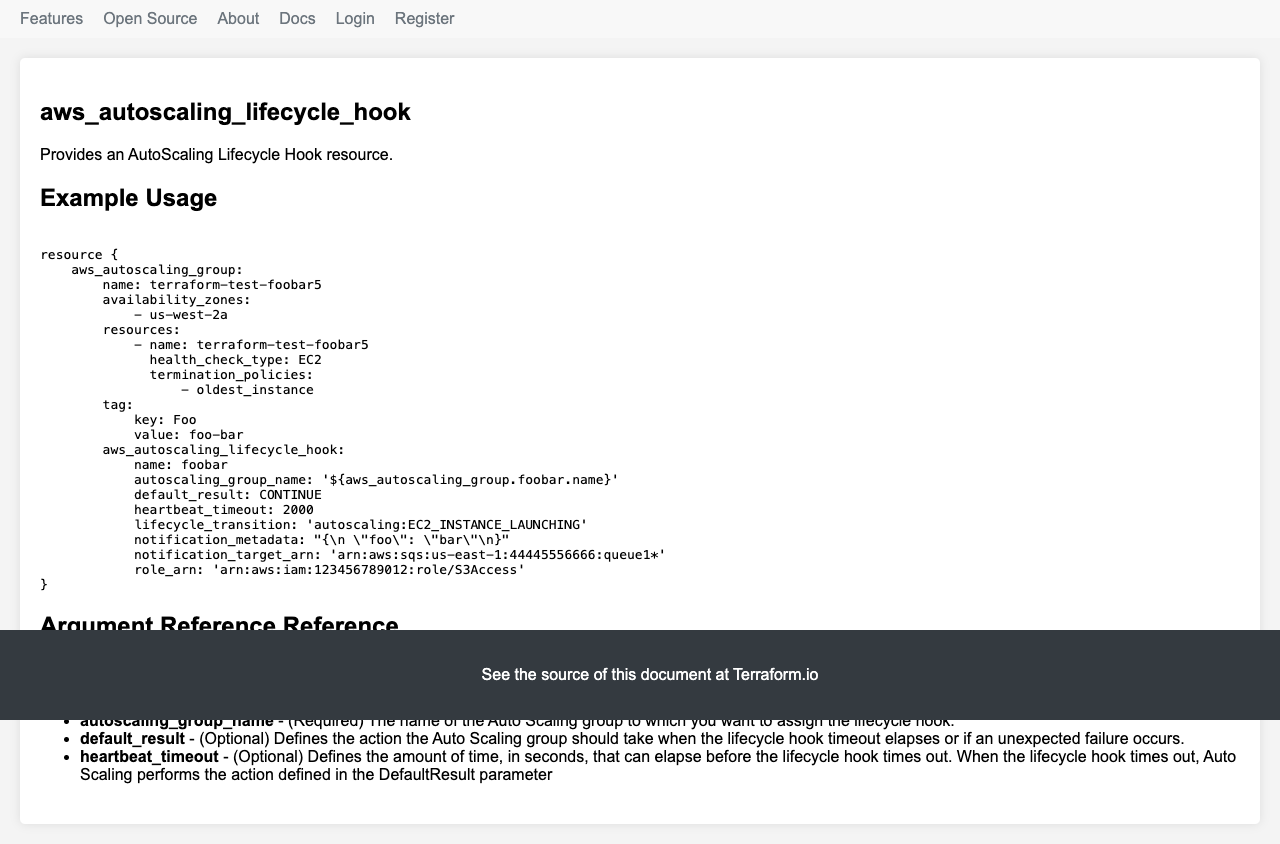 Features Open Source About Docs Login Register
aws_autoscaling_lifecycle_hook
Provides an AutoScaling Lifecycle Hook resource.
Example Usage
resource {
    aws_autoscaling_group:
        name: terraform-test-foobar5
        availability_zones:
            - us-west-2a
        resources:
            - name: terraform-test-foobar5
              health_check_type: EC2
              termination_policies:
                  - oldest_instance
        tag:
            key: Foo
            value: foo-bar
        aws_autoscaling_lifecycle_hook:
            name: foobar
            autoscaling_group_name: '${aws_autoscaling_group.foobar.name}'
            default_result: CONTINUE
            heartbeat_timeout: 2000
            lifecycle_transition: 'autoscaling:EC2_INSTANCE_LAUNCHING'
            notification_metadata: "{\n \"foo\": \"bar\"\n}"
            notification_target_arn: 'arn:aws:sqs:us-east-1:44445556666:queue1*'
            role_arn: 'arn:aws:iam:123456789012:role/S3Access'
}
Argument Reference Reference
See the source of this document at Terraform.io
• autoscaling_group_name - (Required) The name of the Auto Scaling group to which you want to assign the lifecycle hook.
• default_result - (Optional) Defines the action the Auto Scaling group should take when the lifecycle hook timeout elapses or if an unexpected failure occurs.
• heartbeat_timeout - (Optional) Defines the amount of time, in seconds, that can elapse before the lifecycle hook times out. When the lifecycle hook times out, Auto
Scaling performs the action defined in the DefaultResult parameter